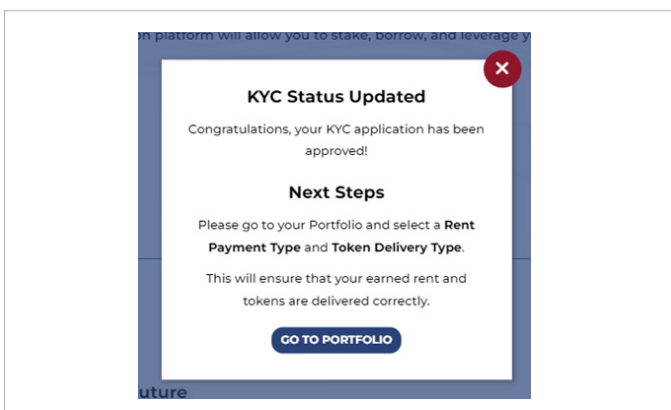 on platform will allow you to stake, borrow, and leverage y
KYC Status Updated
Congratulations, your KYC application has been
approved!
Next Steps
Please go to your Portfolio and select a Rent
Payment Type and Token Delivery Type.
This will ensure that your earned rent and
tokens are delivered correctly.
GO TO PORTFOLIO
uture